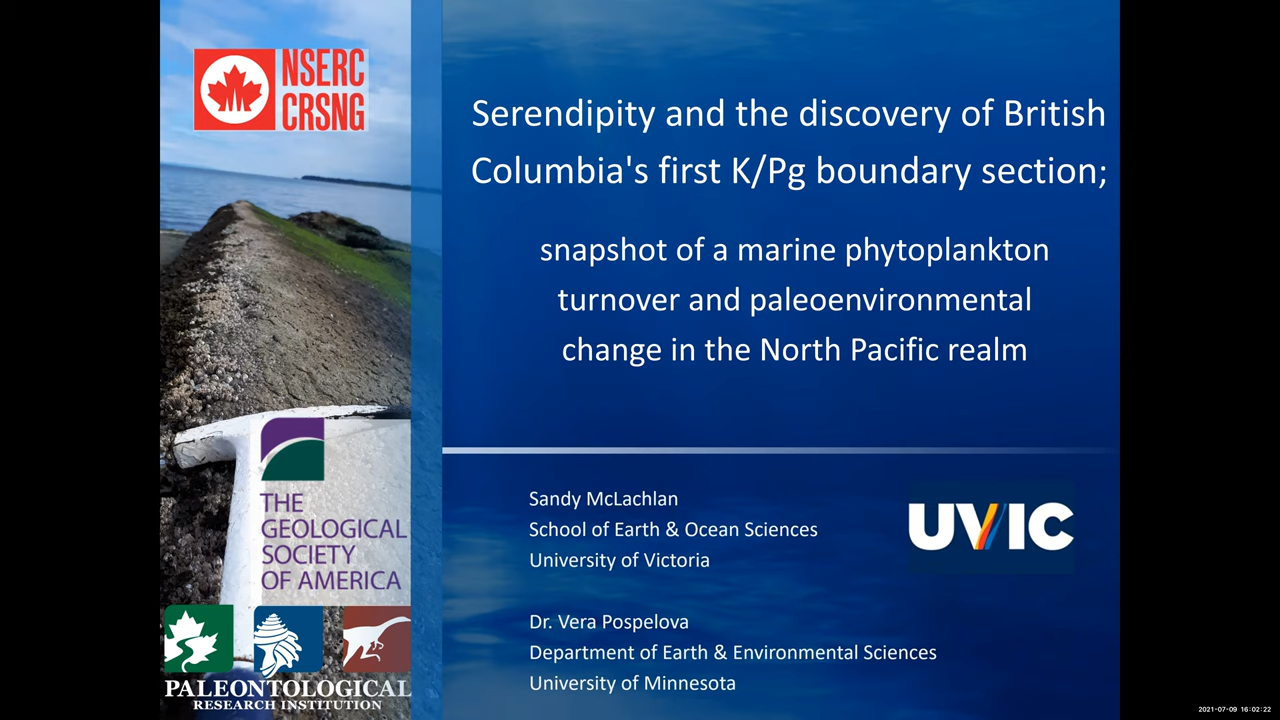 NSERC
CRSNG
Serendipity and the discovery of British
Columbia's first K/Pg boundary section;
snapshot of a marine phytoplankton
turnover and paleoenvironmental
change in the North Pacific realm
THE
GEOLOGICAL
SOCIETY
OF AMERICA
PALEONTOLOGICAL
RESEARCH INSTITUTION
Sandy McLachlan
School of Earth & Ocean Sciences
University of Victoria
UVIC
Dr. Vera Pospelova
Department of Earth & Environmental Sciences
University of Minnesota
2021-07-09 16:02:22